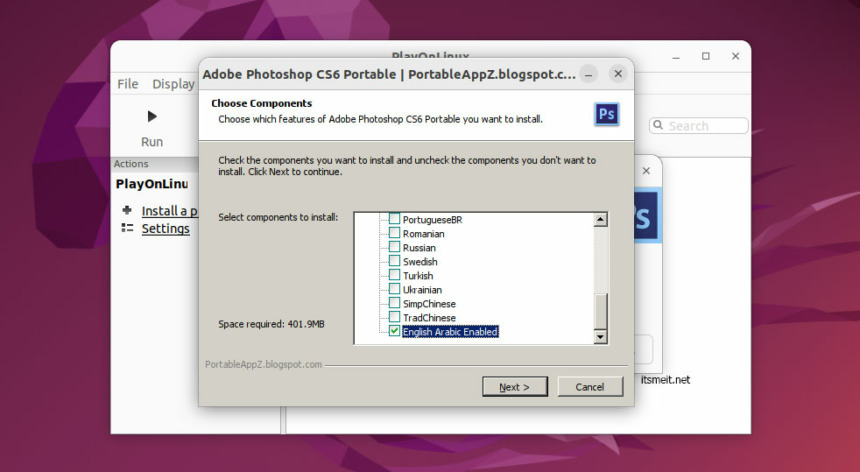 PlayOnLinux
Adobe Photoshop CS6 Portable | PortableAppZ.blogspot.c...
File Display
Choose Components
Choose which features of Adobe Photoshop CS6 Portable you want to install.
Ps
Run
Search
Actions
Check the components you want to install and uncheck the components you don't want to
install. Click Next to continue.
PlayOnLinu
Install a p
Settings
Select components to install:
PortugueseBR
Romanian
Russian
Swedish
Turkish
Ukrainian
SimpChinese
TradChinese
English Arabic Enabled
Space required: 401.9MB
PortableAppZ.blogspot.com
Next >
Cancel
itsmeit.net